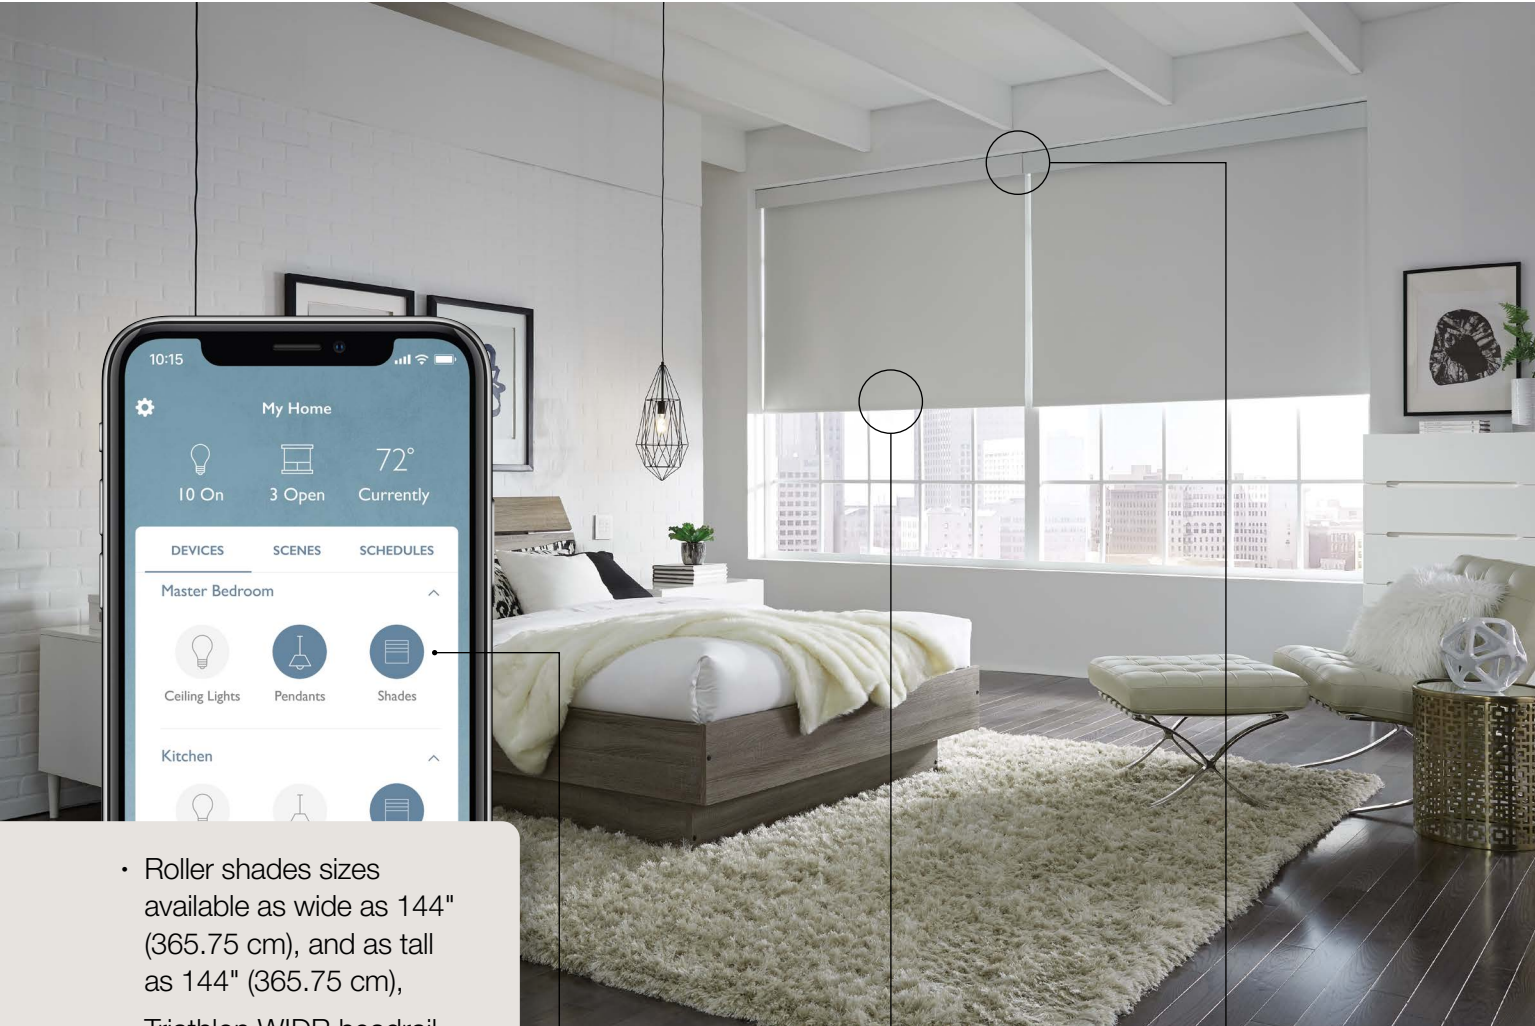 10:15
My Home
72°
10 On
3 Open
Currently
DEVICES
SCENES
SCHEDULES
Master Bedroom
Ceiling Lights
Pendants
Shades
Kitchen
· Roller shades sizes
available as wide as 144"
(365.75 cm), and as tall
as 144" (365.75 cm),